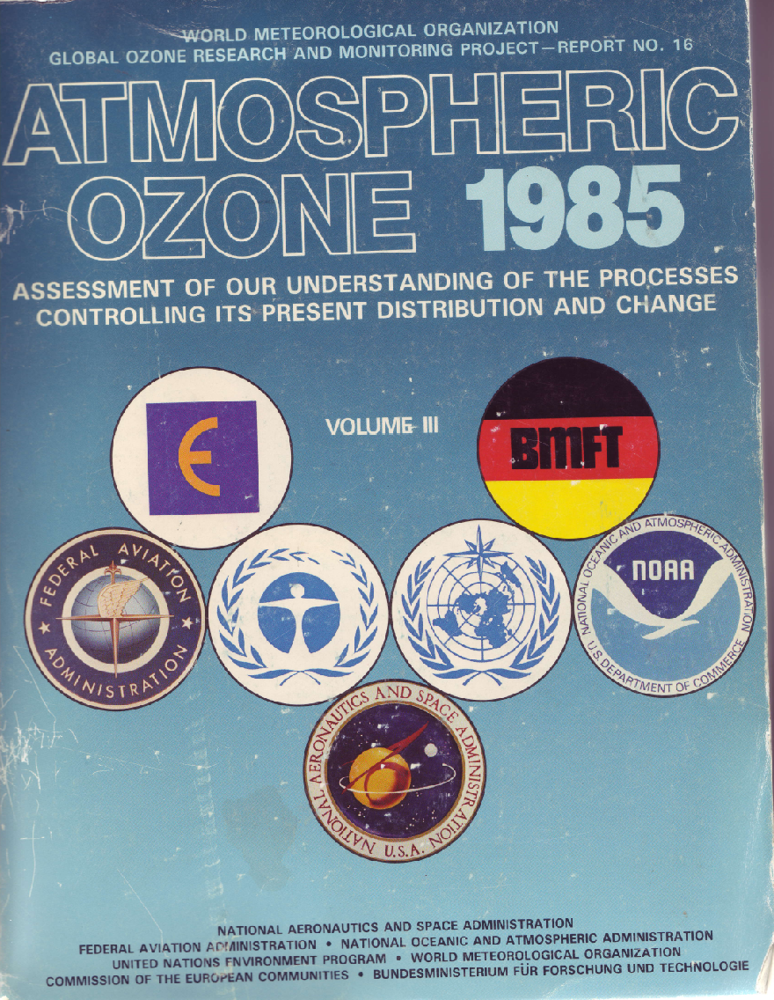 WORLD METEOROLOGICAL ORGANIZATION
GLOBAL OZONE RESEARCH AND MONITORING PROJECT—REPORT NO. 16
ATMOSPHERIC
OZONE 1985
ASSESSMENT OF OUR UNDERSTANDING OF THE PROCESSES
CONTROLLING ITS PRESENT DISTRIBUTION AND CHANGE
VOLUME III
BMFT
FEDERAL AVIATION
ADMINISTRATION
NATIONAL OCEANIC AND ATMOSPHERIC ADMINISTRATION
NOAA
U.S. DEPARTMENT OF COMMERCE
NATIONAL AERONAUTICS AND SPACE ADMINISTRATION
U.S.A.
NATIONAL AERONAUTICS AND SPACE ADMINISTRATION
FEDERAL AVIATION ADMINISTRATION • NATIONAL OCEANIC AND ATMOSPHERIC ADMINISTRATION
UNITED NATIONS ENVIRONMENT PROGRAM • WORLD METEOROLOGICAL ORGANIZATION
COMMISSION OF THE EUROPEAN COMMUNITIES • BUNDESMINISTERIUM FÜR FORSCHUNG UND TECHNOLOGIE